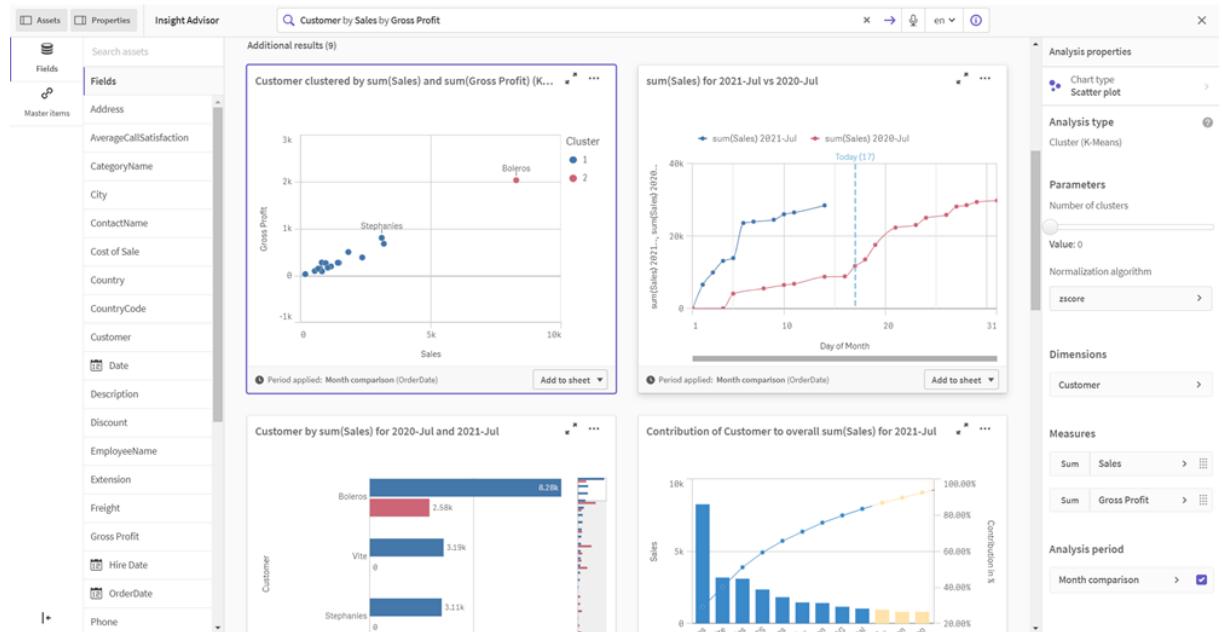 Assets
Properties
Insight Advisor
Customer by Sales by Gross Profit
en
Fields
Master items
Search assets
Fields
Address
AverageCallSatisfaction
CategoryName
City
ContactName
Cost of Sale
Country
CountryCode
Customer
Date
Description
Discount
EmployeeName
Extension
Freight
Gross Profit
Hire Date
OrderDate
Phone
Additional results (9)
Customer clustered by sum(Sales) and sum(Gross Profit) (K...
3k
2k
1k
0
-1k
Gross Profit
Boleros
Stephanies
Cluster
1
2
0
5k
10k
Sales
Period applied: Month comparison (OrderDate)
Add to sheet
sum(Sales) for 2021-Jul vs 2020-Jul
sum(Sales) 2021-Jul
sum(Sales) 2020-Jul
Today (17)
40k
20k
0
sum(Sales) 2021..., sum(Sales) 2020...
1
10
20
31
Day of Month
Period applied: Month comparison (OrderDate)
Add to sheet
Customer by sum(Sales) for 2020-Jul and 2021-Jul
Customer
Boleros
8.28k
2.58k
Vite
3.19k
0
Stephanies
3.11k
0
Contribution of Customer to overall sum(Sales) for 2021-Jul
10k
5k
0
Sales
100.00%
80.00%
60.00%
40.00%
20.00%
Contribution in %
Analysis properties
Chart type
Scatter plot
Analysis type
Cluster (K-Means)
Parameters
Number of clusters
Value: 0
Normalization algorithm
zscore
Dimensions
Customer
Measures
Sum
Sales
Sum
Gross Profit
Analysis period
Month comparison